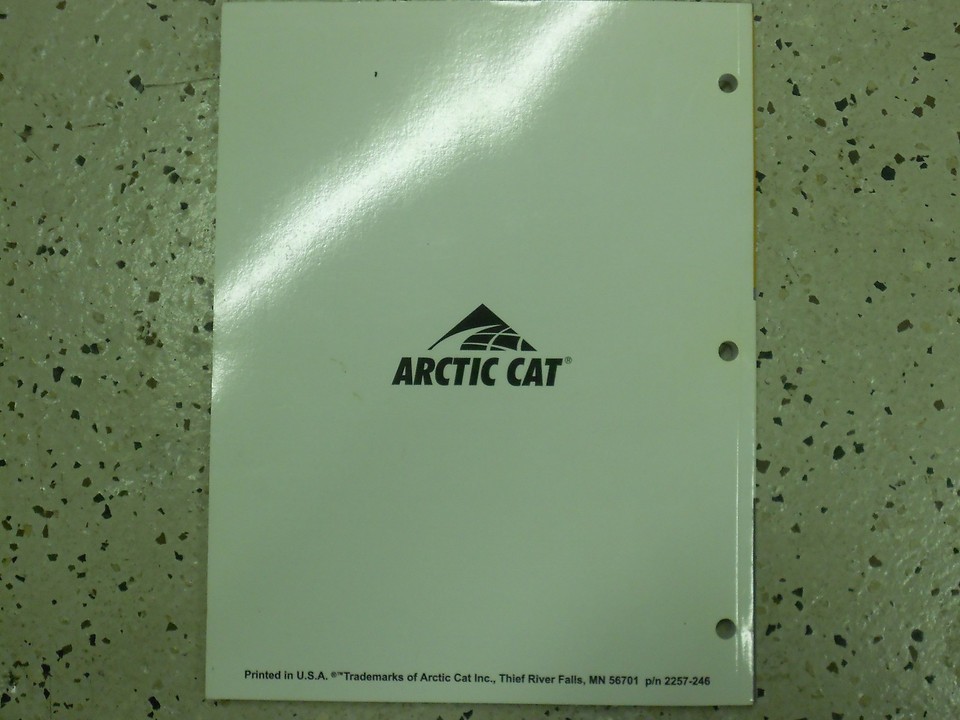 ARCTIC CAT®
Printed in U.S.A. ®™Trademarks of Arctic Cat Inc., Thief River Falls, MN 56701 p/n 2257-246